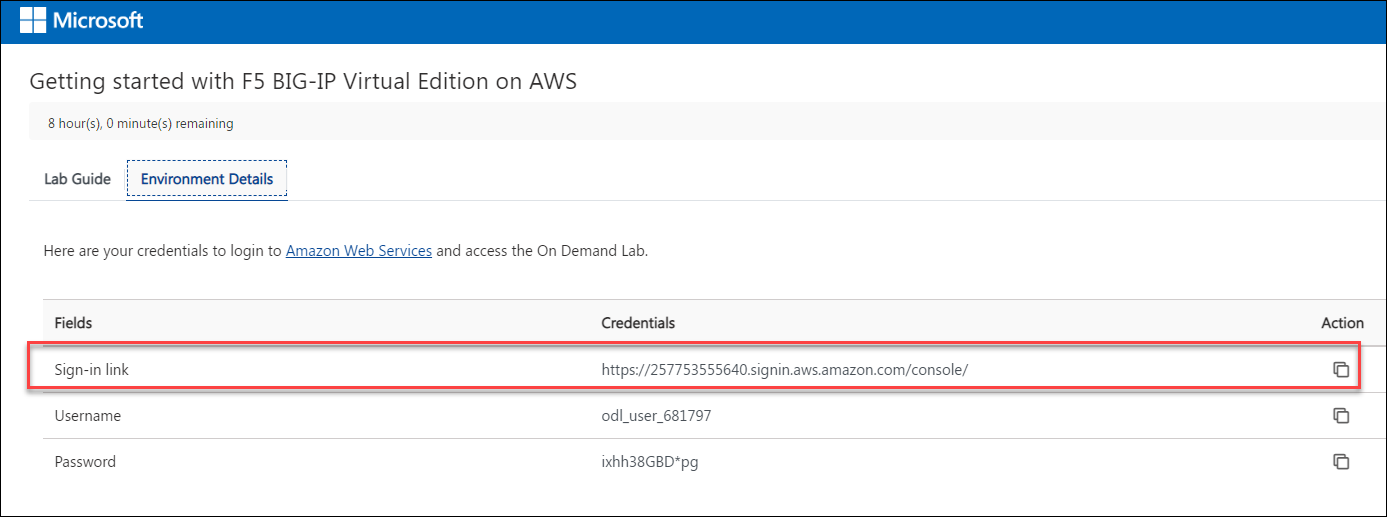 Microsoft
Getting started with F5 BIG-IP Virtual Edition on AWS
8 hour(s), 0 minute(s) remaining
Lab Guide Environment Details
Here are your credentials to login to Amazon Web Services and access the On Demand Lab.
Fields Credentials Action
Sign-in link https://257753555640.signin.aws.amazon.com/console/
Username odl_user_681797
Password ixhh38GBD*pg